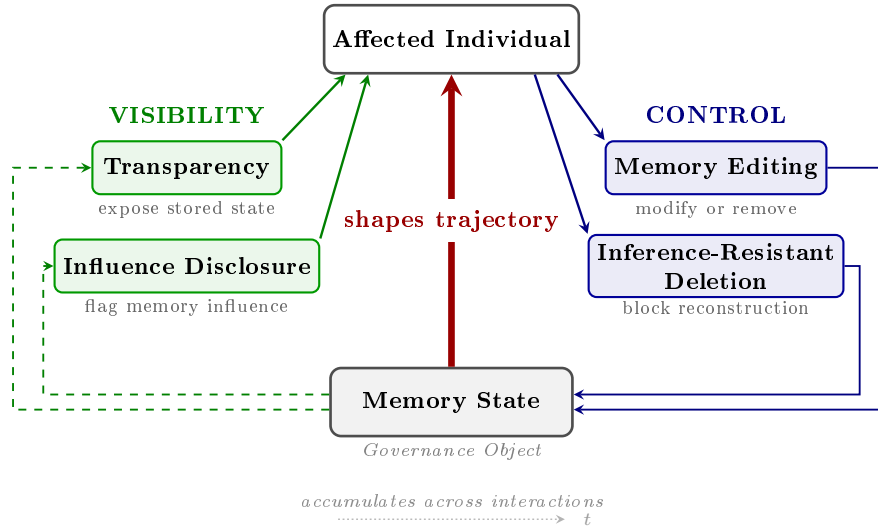 Affected Individual
VISIBILITY
CONTROL
Transparency
expose stored state
Memory Editing
modify or remove
shapes trajectory
Influence Disclosure
flag memory influence
Inference-Resistant
Deletion
block reconstruction
Memory State
Governance Object
accumulates across interactions
t